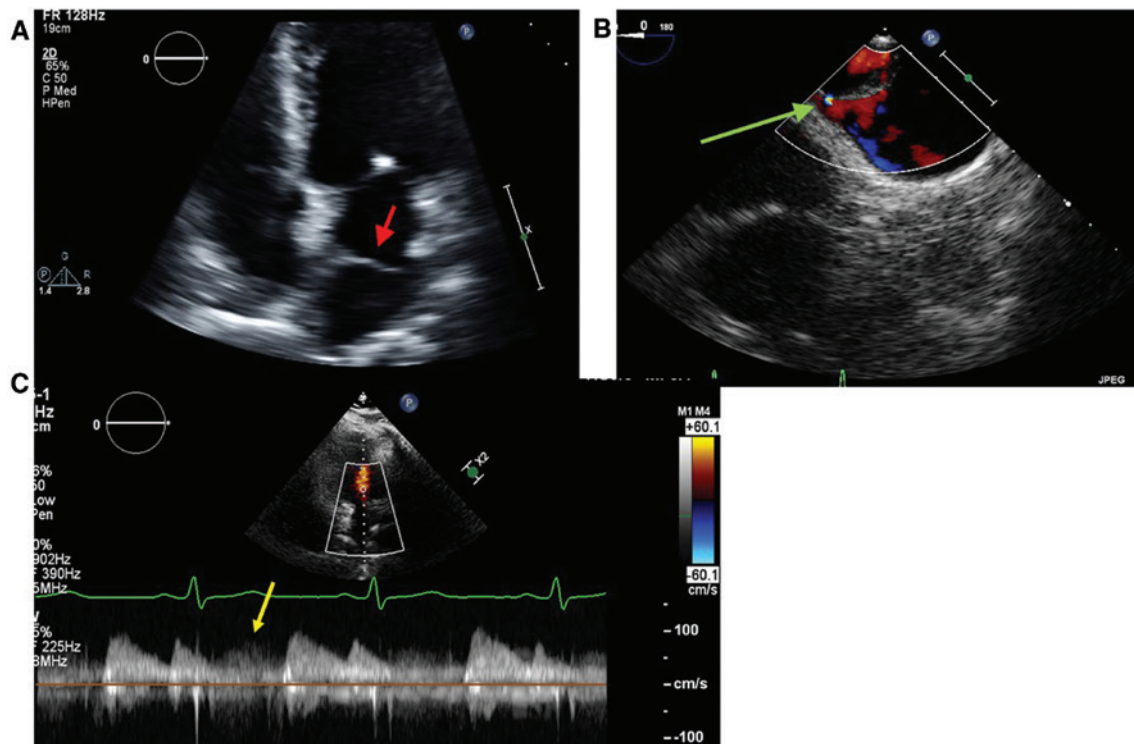 A
FR 128Hz
19cm
2D
65%
C 50
P Med
HPen
0
P
X
G
P R
1.4 2.8
B
0 180
P
JPEG
C
-1
Hz
cm
0
P
X2
6%
50
Low
Pen
0%
902Hz
F 390Hz
5MHz
5%
F 225Hz
8MHz
M1 M4
+60.1
-60.1
cm/s
-100
-cm/s
--100